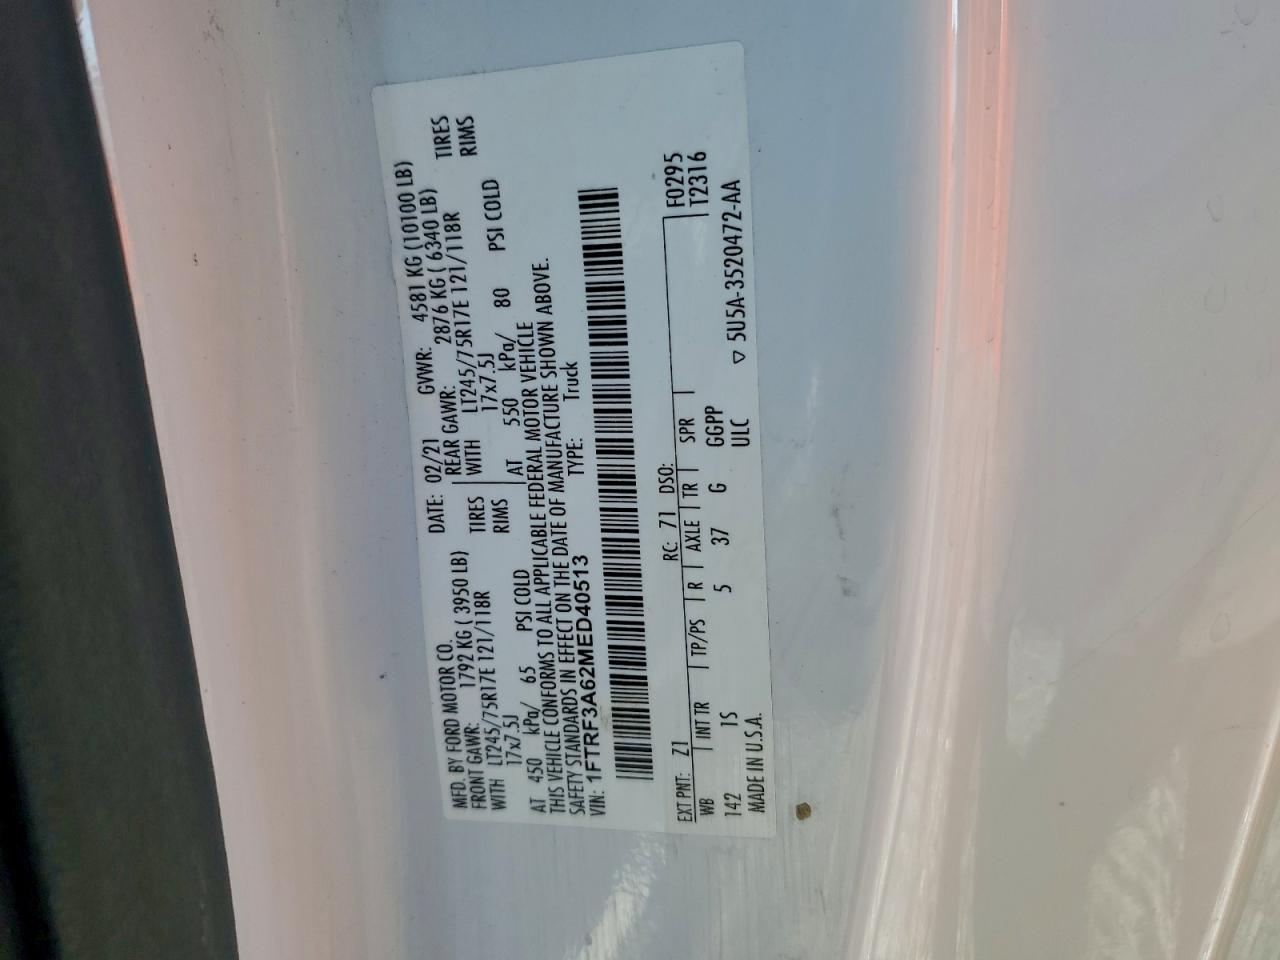 MFD. BY FORD MOTOR CO.
DATE: 02/21 GVWR: 4581 KG (10100 LB)
FRONT GAWR: 1792 KG ( 3950 LB) REAR GAWR: 2876 KG ( 6340 LB)
WITH LT245/75R17E 121/118R TIRES WITH LT245/75R17E 121/118R TIRES
17x7.5J RIMS 17x7.5J RIMS
AT 450 kPa/ 65 PSI COLD AT 550 kPa/ 80 PSI COLD
THIS VEHICLE CONFORMS TO ALL APPLICABLE FEDERAL MOTOR VEHICLE
SAFETY STANDARDS IN EFFECT ON THE DATE OF MANUFACTURE SHOWN ABOVE.
VIN: 1FTRF3A62MED40513 TYPE: Truck
EXT PNT: Z1 RC: 71 DSO: F0295
WB INT TR TP/PS R AXLE TR SPR T2316
142 IS 5 37 G GGPP
MADE IN U.S.A. ULC ▽ 5U5A-3520472-AA